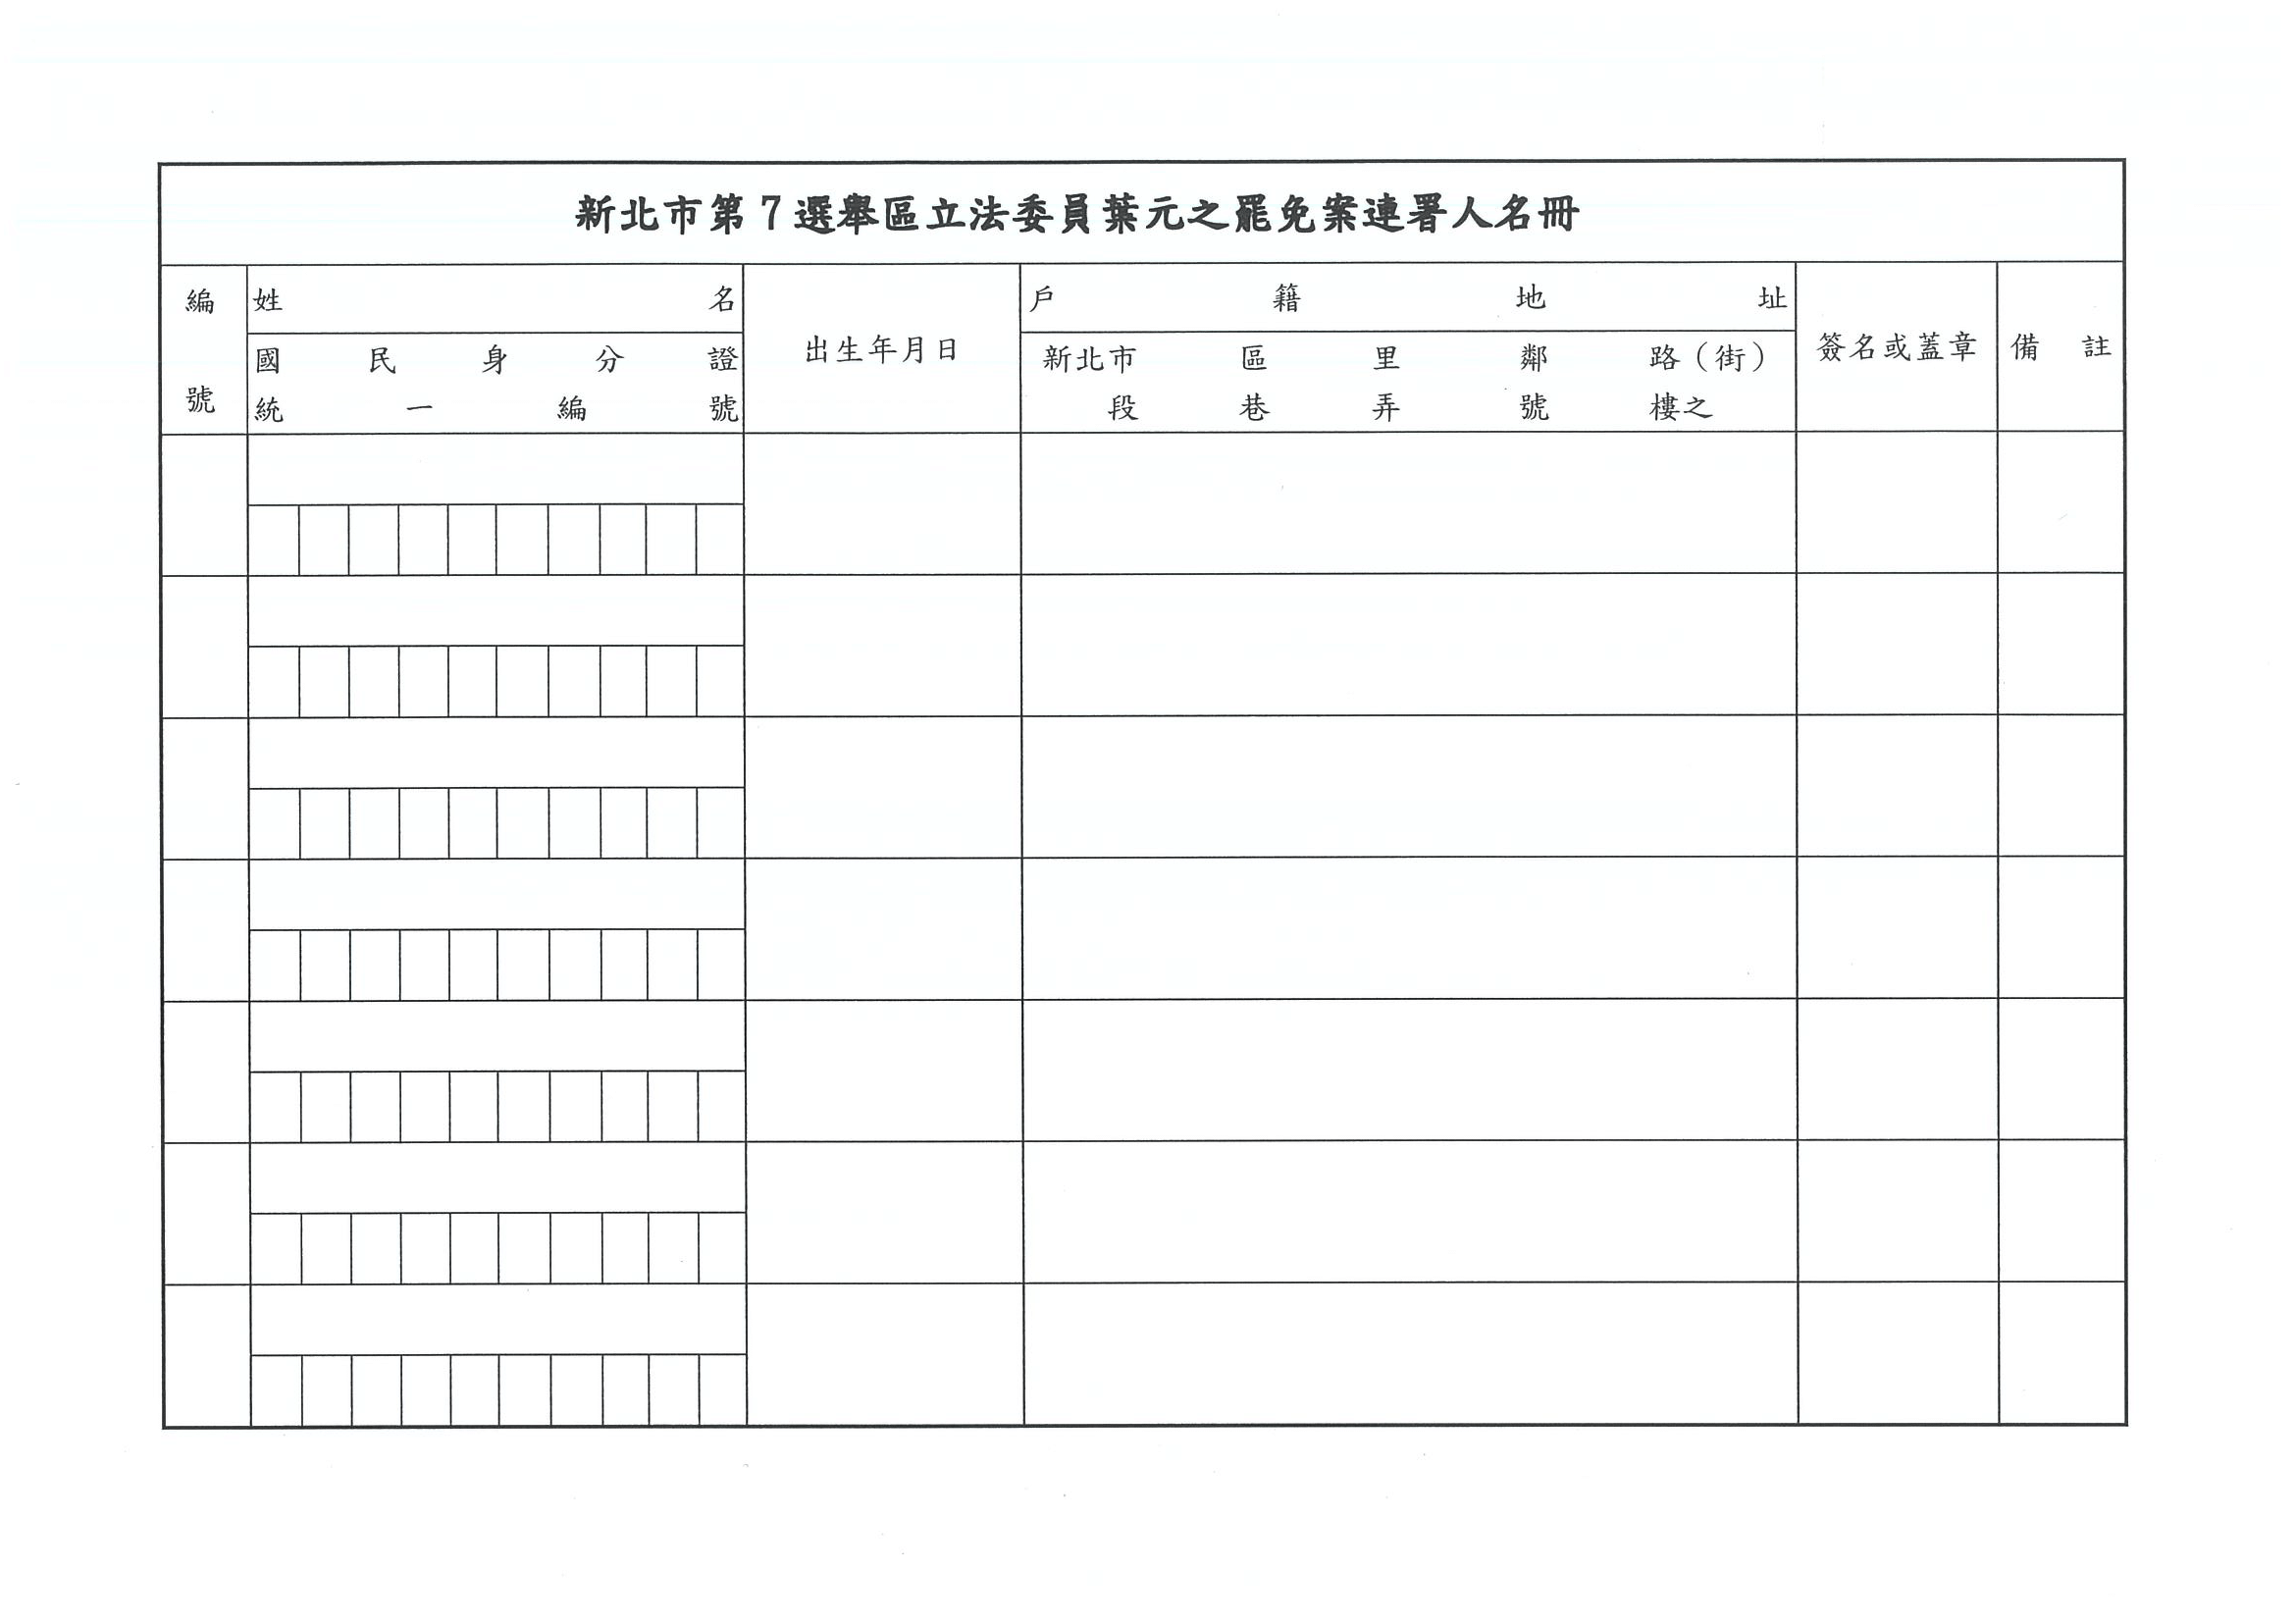 新北市第7選舉區立法委員葉元之罷免案連署人名冊
編號
姓名
國民身分證
統一編號
出生年月日
戶籍地址
新北市 區 里 鄰 路（街）
段 巷 弄 號 樓之
簽名或蓋章
備註